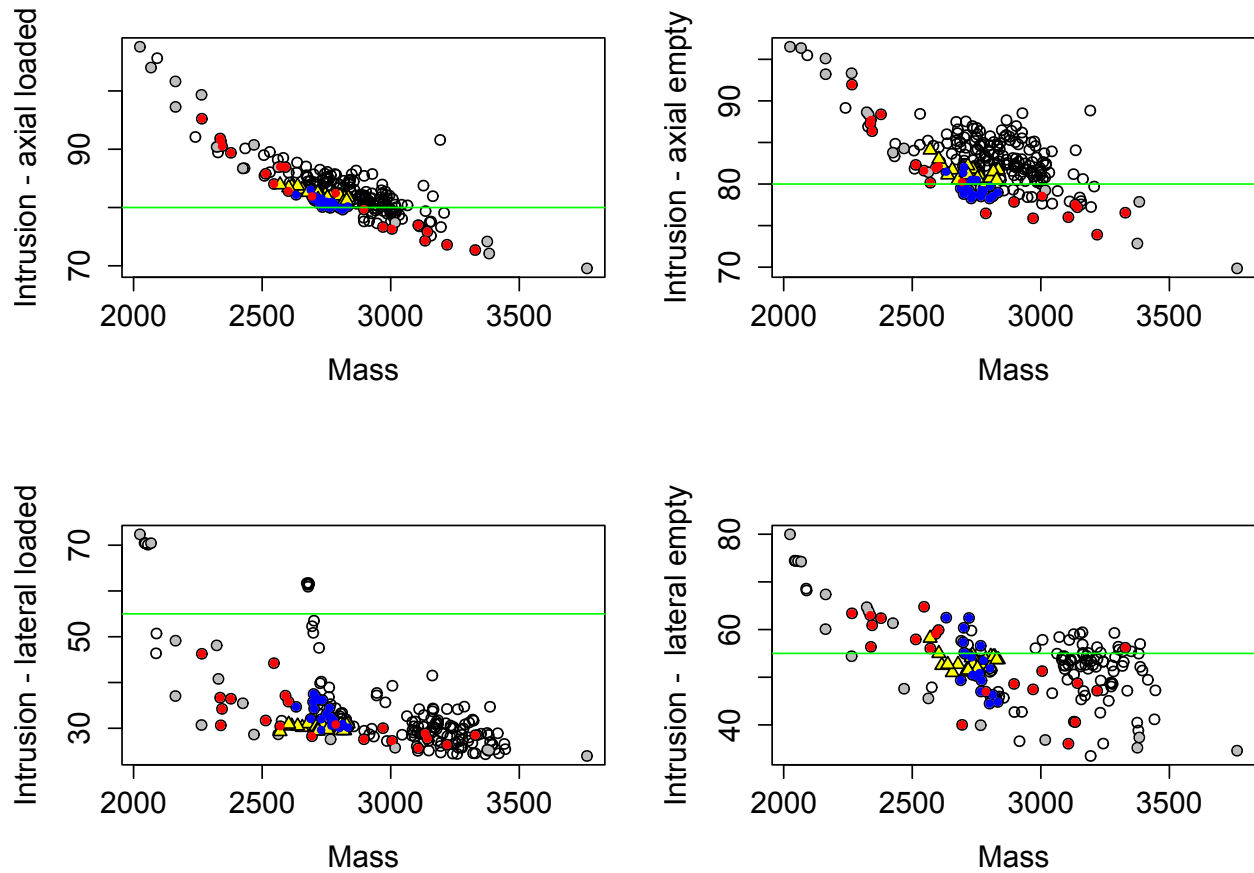 Intrusion - axial loaded
90
70
2000 2500 3000 3500
Mass
Intrusion - axial empty
90
80
70
2000 2500 3000 3500
Mass
Intrusion - lateral loaded
70
50
30
2000 2500 3000 3500
Mass
Intrusion - lateral empty
80
60
40
2000 2500 3000 3500
Mass